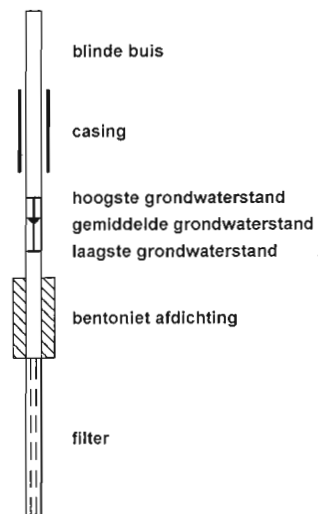 blinde buis
casing
hoogste grondwaterstand
gemiddelde grondwaterstand
laagste grondwaterstand
bentoniet afdichting
filter